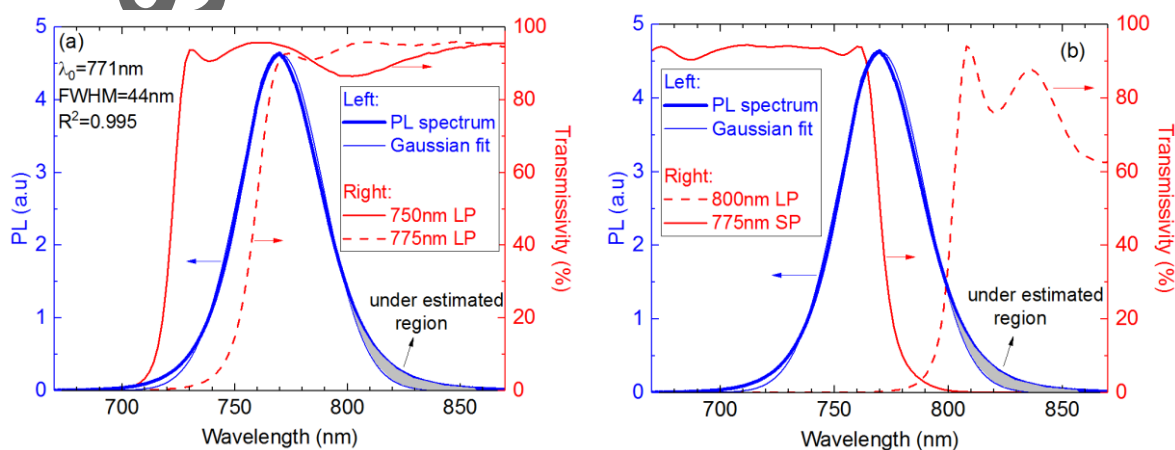 (a)
λ0=771nm
FWHM=44nm
R2=0.995
Left:
PL spectrum
Gaussian fit
Right:
750nm LP
775nm LP
under estimated
region
5
4
3
2
1
0
PL (a.u)
700
750
800
850
Wavelength (nm)
100
80
60
40
20
0
Transmissivity (%)
(b)
Left:
PL spectrum
Gaussian fit
Right:
800nm LP
775nm SP
under estimated
region
5
4
3
2
1
0
PL (a.u)
700
750
800
850
Wavelength (nm)
100
80
60
40
20
0
Transmissivity (%)